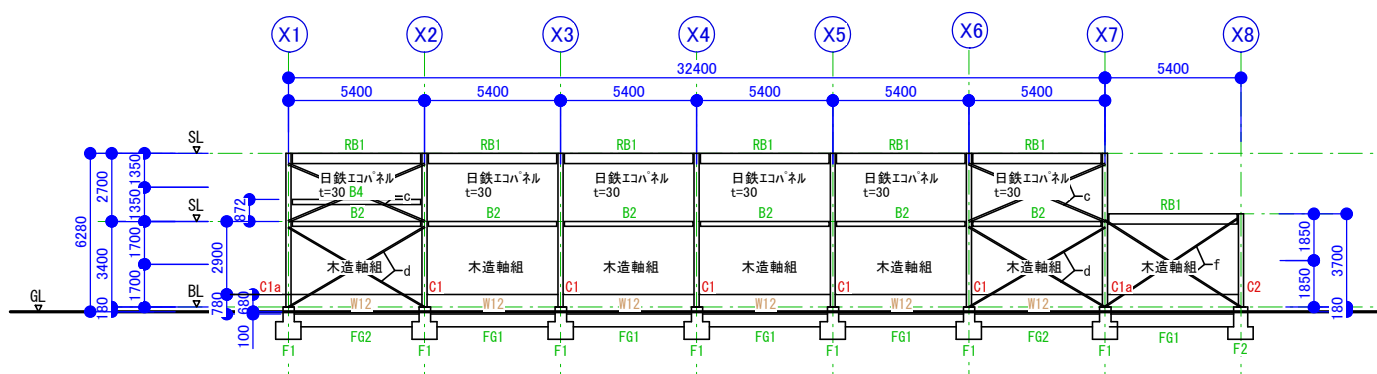 X1 X2 X3 X4 X5 X6 X7 X8
32400 5400
5400 5400 5400 5400 5400 5400
SL
RB1 RB1 RB1 RB1 RB1 RB1
日鉄エコパネル 日鉄エコパネル 日鉄エコパネル 日鉄エコパネル 日鉄エコパネル 日鉄エコパネル
t=30 t=30 t=30 t=30 t=30 t=30
B4
c c
SL
B2 B2 B2 B2 B2 B2
RB1
木造軸組 木造軸組 木造軸組 木造軸組 木造軸組 木造軸組 木造軸組
d d f
C1a C1 C1 C1 C1 C1 C1a C2
BL
GL
W12 W12 W12 W12 W12 W12
FG2 FG1 FG1 FG1 FG1 FG2 FG1
F1 F1 F1 F1 F1 F1 F1 F2
6280
2700
3400
180
1350
1350
1700
1700
872
2900
780
680
100
1850
1850
3700
180